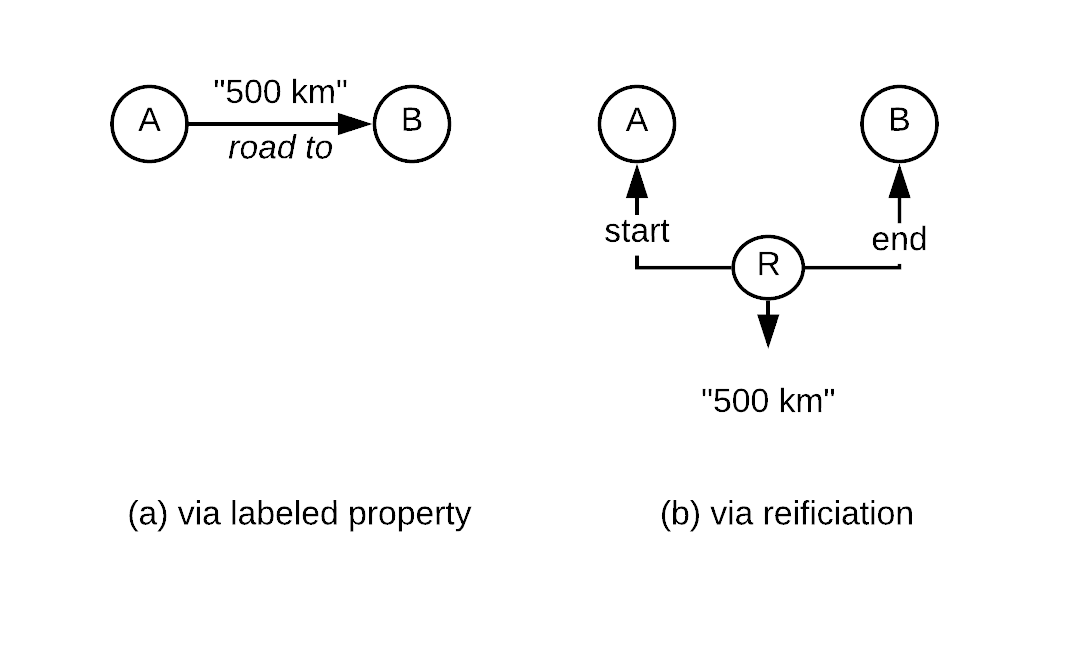 "500 km"
A
B
road to
A
B
start
end
R
"500 km"
(a) via labeled property
(b) via reificiation